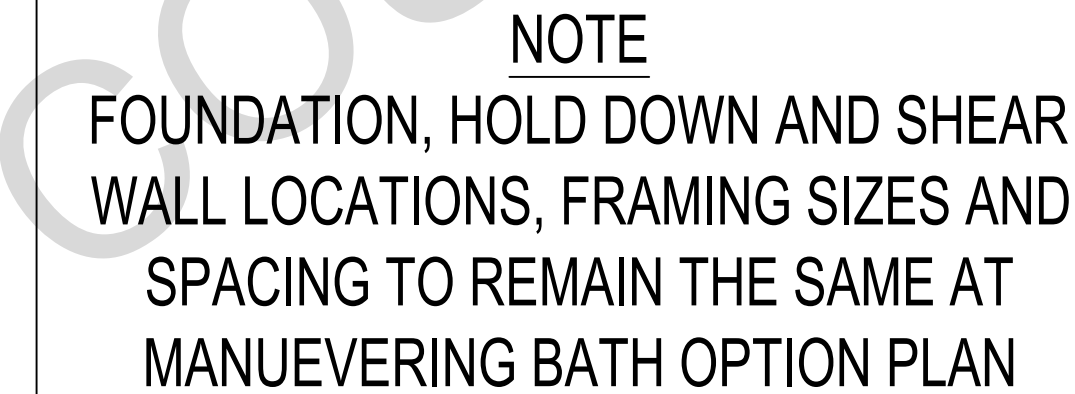 NOTE
FOUNDATION, HOLD DOWN AND SHEAR
WALL LOCATIONS, FRAMING SIZES AND
SPACING TO REMAIN THE SAME AT
MANUEVERING BATH OPTION PLAN